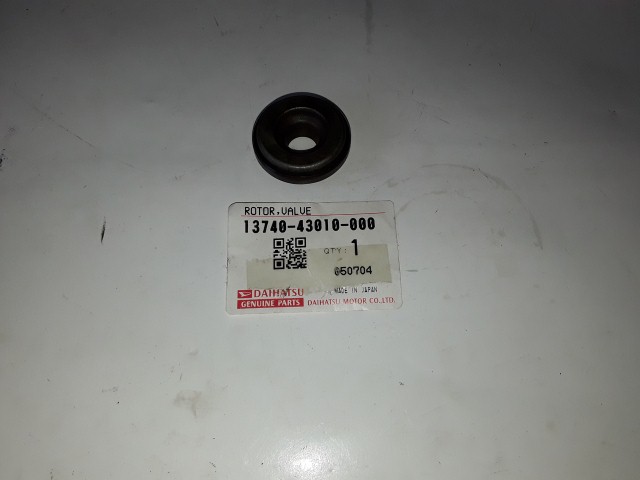 ROTOR,VALVE
13740-43010-000
QTY: 1
050704
MADE IN JAPAN
DAIHATSU
GENUINE PARTS DAIHATSU MOTOR CO.,LTD.